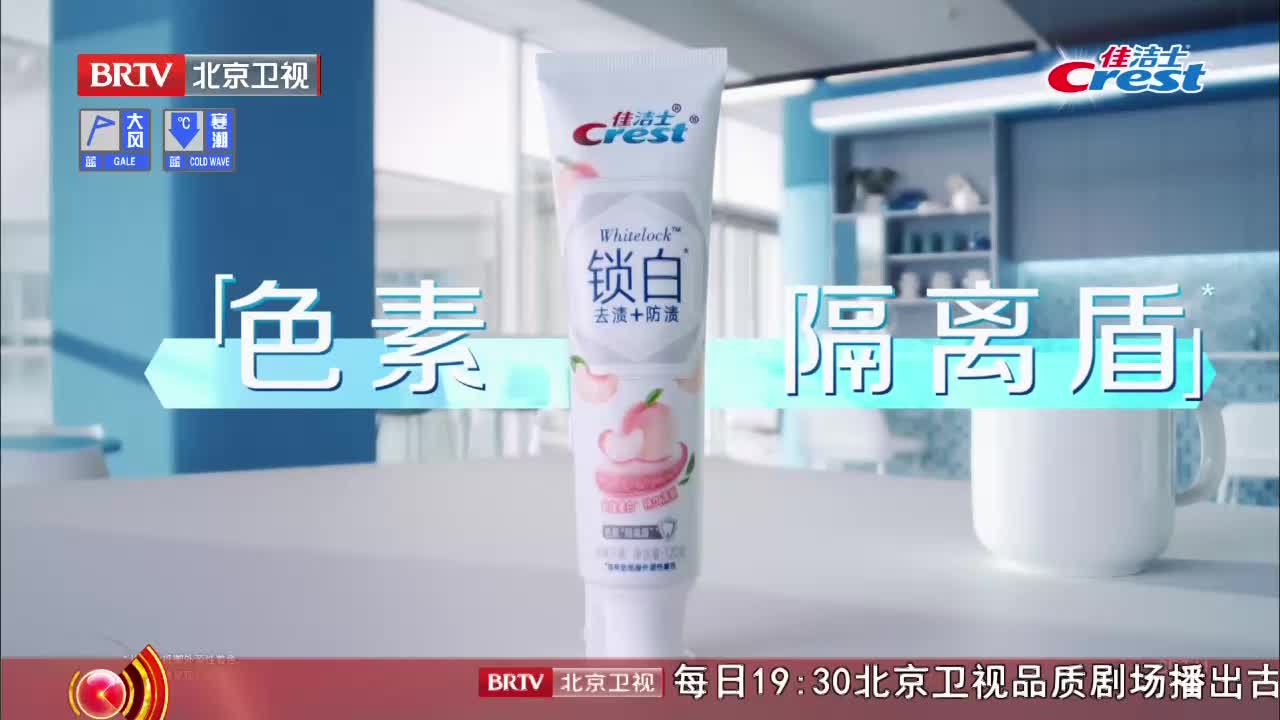 BRTV 北京卫视
佳洁士
Crest
大风
蓝 GALE
℃
寒潮
蓝 COLD WAVE
佳洁士®
Crest®
Whitelock™
锁白*
去渍+防渍
「色素 隔离盾*」
BRTV 北京卫视 每日19:30北京卫视品质剧场播出古